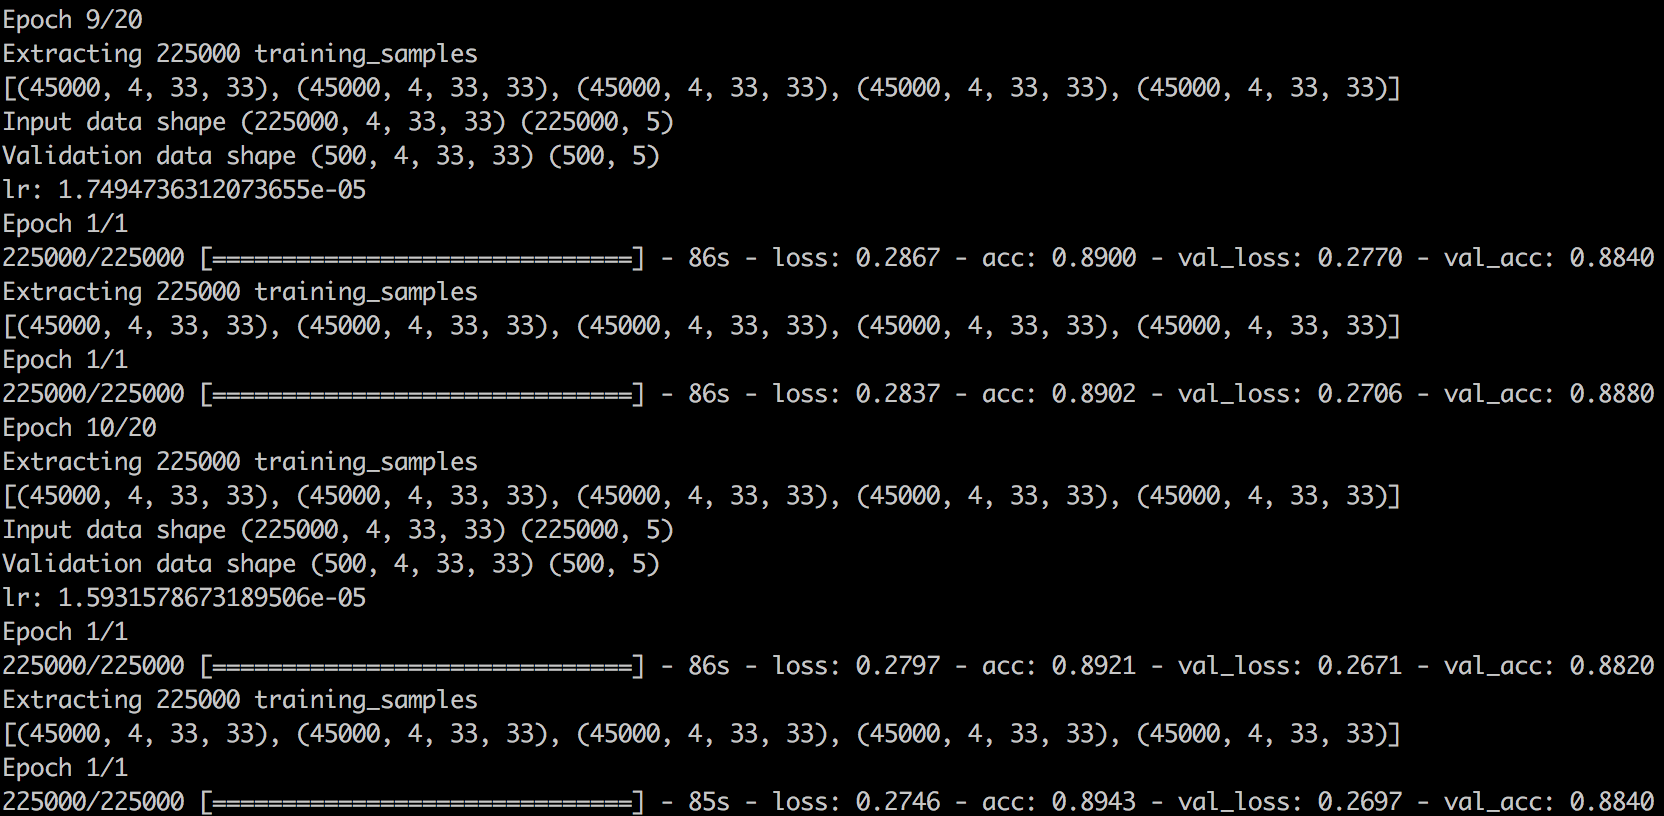 Epoch 9/20
Extracting 225000 training_samples
[(45000, 4, 33, 33), (45000, 4, 33, 33), (45000, 4, 33, 33), (45000, 4, 33, 33), (45000, 4, 33, 33)]
Input data shape (225000, 4, 33, 33) (225000, 5)
Validation data shape (500, 4, 33, 33) (500, 5)
lr: 1.7494736312073655e-05
Epoch 1/1
225000/225000 [==============================] - 86s - loss: 0.2867 - acc: 0.8900 - val_loss: 0.2770 - val_acc: 0.8840
Extracting 225000 training_samples
[(45000, 4, 33, 33), (45000, 4, 33, 33), (45000, 4, 33, 33), (45000, 4, 33, 33), (45000, 4, 33, 33)]
Epoch 1/1
225000/225000 [==============================] - 86s - loss: 0.2837 - acc: 0.8902 - val_loss: 0.2706 - val_acc: 0.8880
Epoch 10/20
Extracting 225000 training_samples
[(45000, 4, 33, 33), (45000, 4, 33, 33), (45000, 4, 33, 33), (45000, 4, 33, 33), (45000, 4, 33, 33)]
Input data shape (225000, 4, 33, 33) (225000, 5)
Validation data shape (500, 4, 33, 33) (500, 5)
lr: 1.5931578673189506e-05
Epoch 1/1
225000/225000 [==============================] - 86s - loss: 0.2797 - acc: 0.8921 - val_loss: 0.2671 - val_acc: 0.8820
Extracting 225000 training_samples
[(45000, 4, 33, 33), (45000, 4, 33, 33), (45000, 4, 33, 33), (45000, 4, 33, 33), (45000, 4, 33, 33)]
Epoch 1/1
225000/225000 [==============================] - 85s - loss: 0.2746 - acc: 0.8943 - val_loss: 0.2697 - val_acc: 0.8840